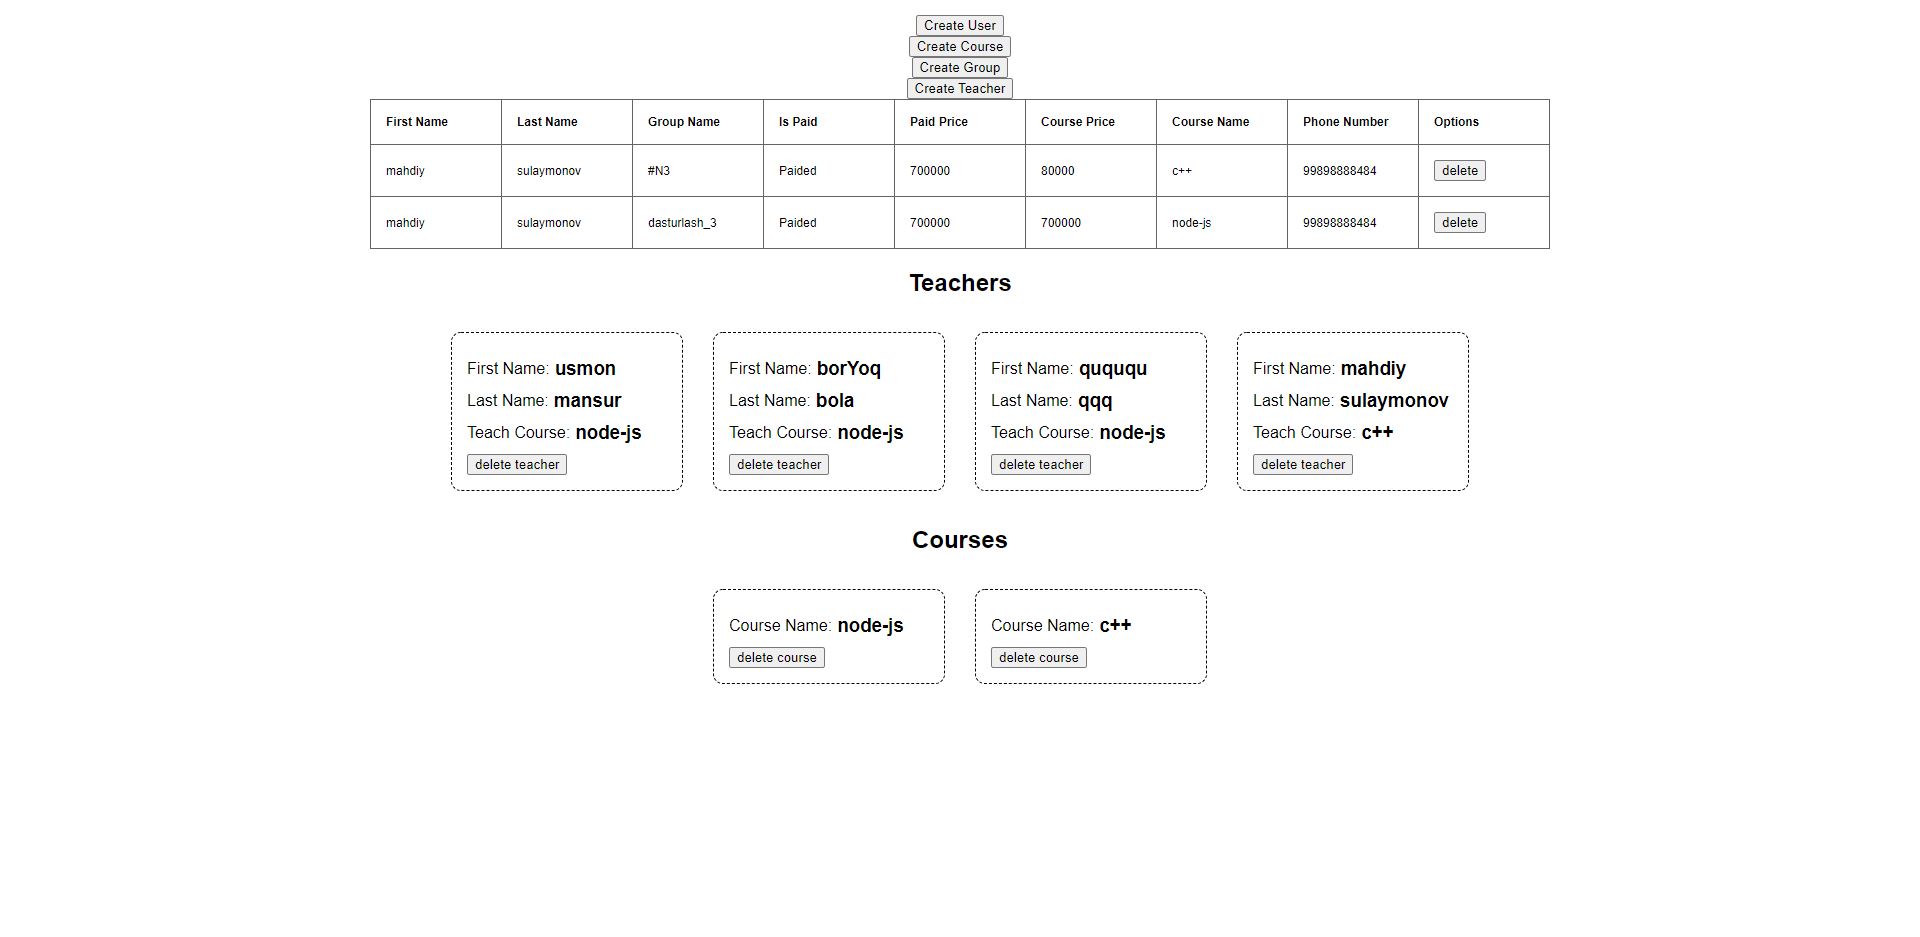 Create User
Create Course
Create Group
Create Teacher
First Name Last Name Group Name Is Paid Paid Price Course Price Course Name Phone Number Options
mahdiy sulaymonov #N3 Paided 700000 80000 c++ 99898888484 delete
mahdiy sulaymonov dasturlash_3 Paided 700000 700000 node-js 99898888484 delete
Teachers
First Name: usmon
Last Name: mansur
Teach Course: node-js
delete teacher
First Name: borYoq
Last Name: bola
Teach Course: node-js
delete teacher
First Name: quququ
Last Name: qqq
Teach Course: node-js
delete teacher
First Name: mahdiy
Last Name: sulaymonov
Teach Course: c++
delete teacher
Courses
Course Name: node-js
delete course
Course Name: c++
delete course